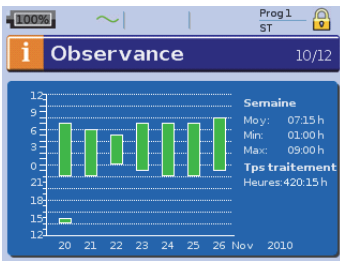 100%
Prog 1
ST
i Observance 10/12
12
9
6
3
0
21
18
15
12
20 21 22 23 24 25 26 Nov 2010
Semaine
Moy: 07:15 h
Min: 01:00 h
Max: 09:00 h
Tps traitement
Heures:420:15 h